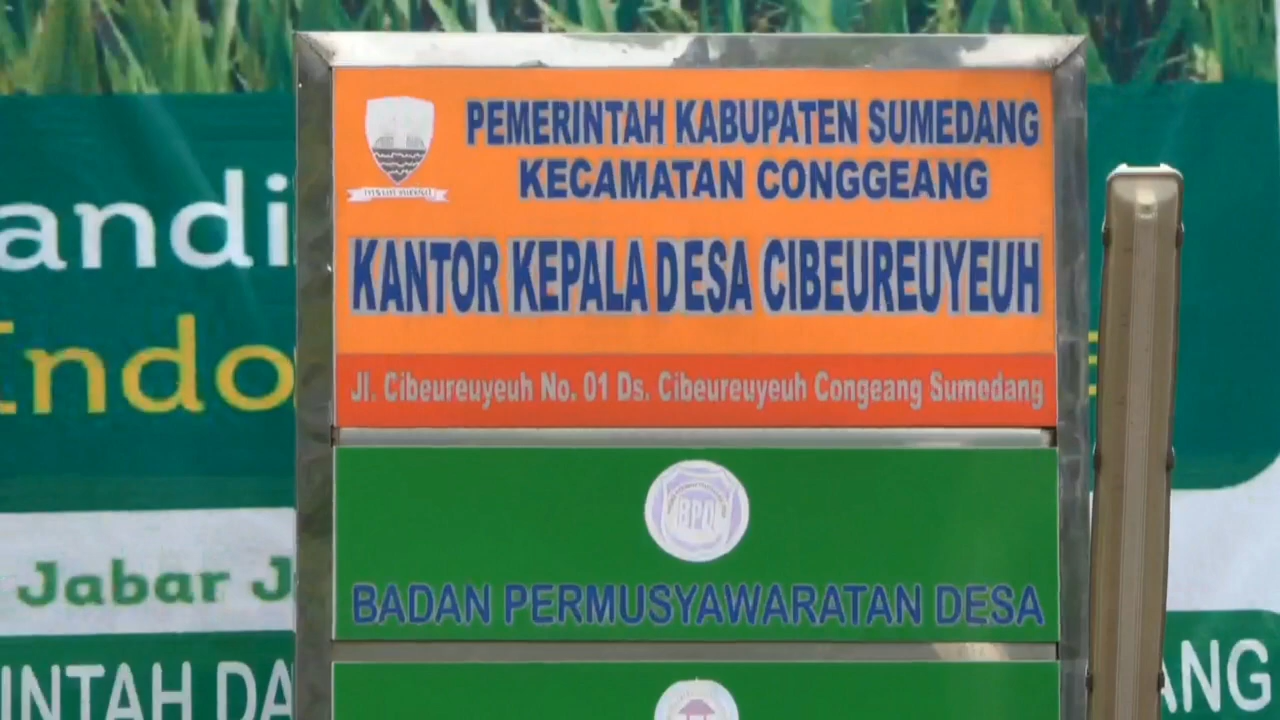 PEMERINTAH KABUPATEN SUMEDANG
KECAMATAN CONGGEANG
KANTOR KEPALA DESA CIBEUREUYEUH
Jl. Cibeureuyeuh No. 01 Ds. Cibeureuyeuh Congeang Sumedang
BPD
BADAN PERMUSYAWARATAN DESA
andi
Indo
Jabar J
INTAH DA
ANG